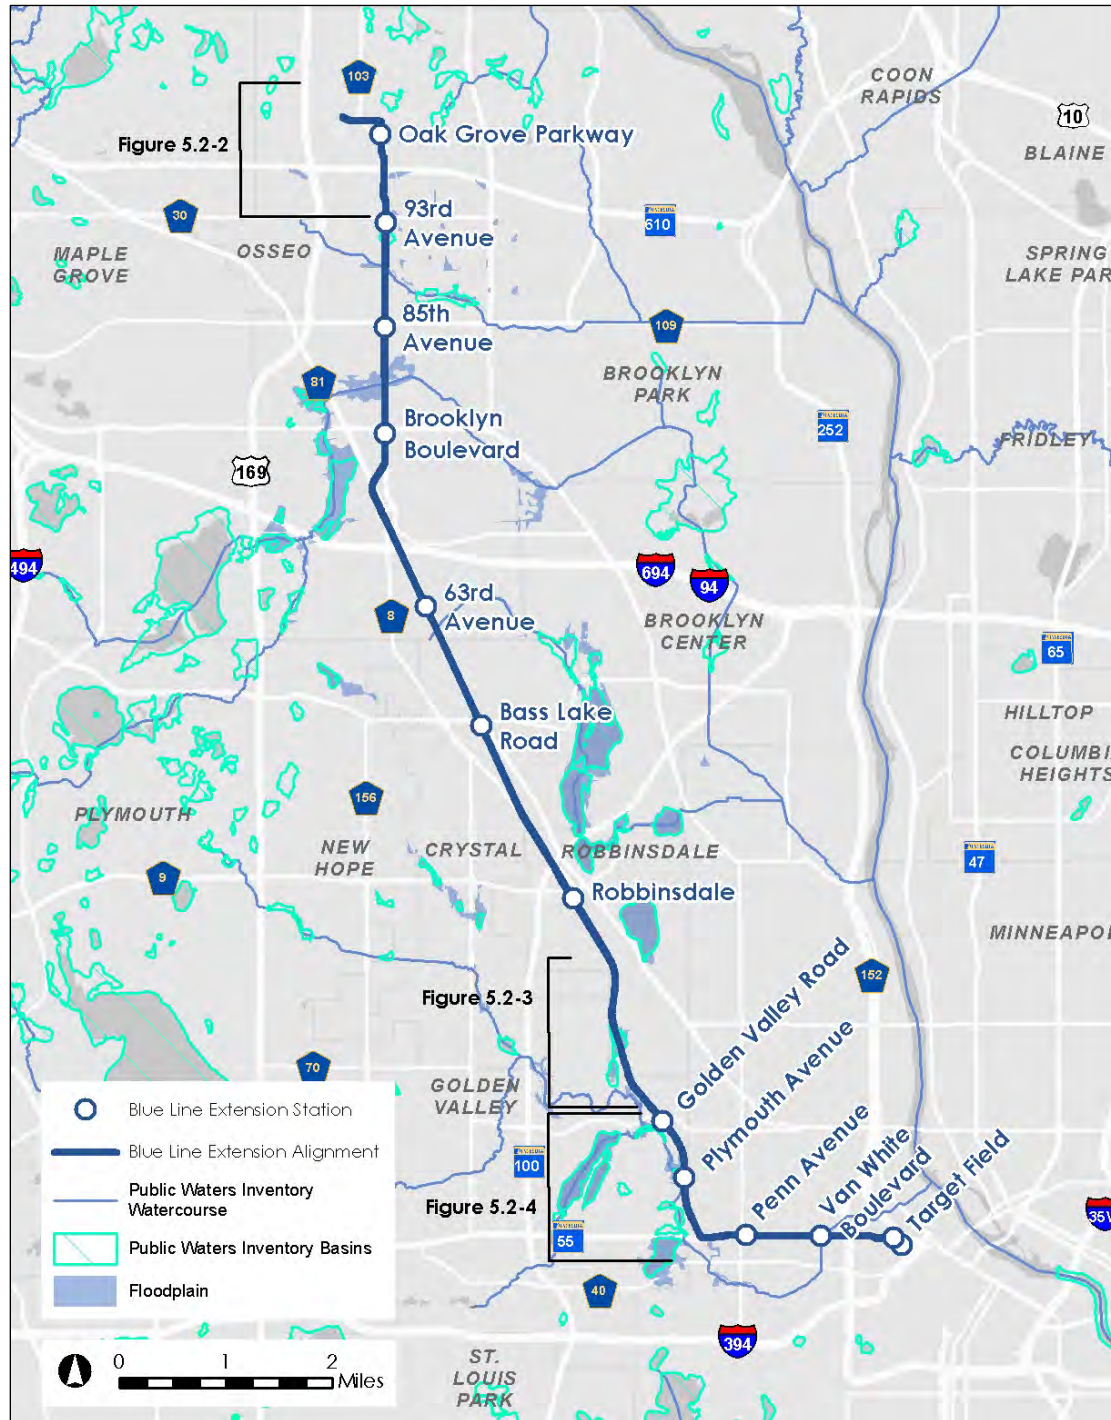 103
COON
RAPIDS
10
Oak Grove Parkway
Figure 5.2-2
BLAINE
30
93rd
Avenue
610
MAPLE
GROVE
OSSEO
SPRING
LAKE PAR
85th
Avenue
109
81
BROOKLYN
PARK
Brooklyn
Boulevard
252
FRIDLEY
169
494
694
94
63rd
Avenue
8
BROOKLYN
CENTER
65
Bass Lake
Road
HILLTOP
COLUMBI
HEIGHTS
156
PLYMOUTH
NEW
HOPE
CRYSTAL
ROBBINSDALE
47
9
Robbinsdale
MINNEAPO
152
Figure 5.2-3
Golden Valley Road
Plymouth Avenue
70
GOLDEN
VALLEY
Penn Avenue
Van White
Boulevard
Target Field
100
Figure 5.2-4
55
35W
40
394
Blue Line Extension Station
Blue Line Extension Alignment
Public Waters Inventory
Watercourse
Public Waters Inventory Basins
Floodplain
0 1 2
Miles
ST.
LOUIS
PARK